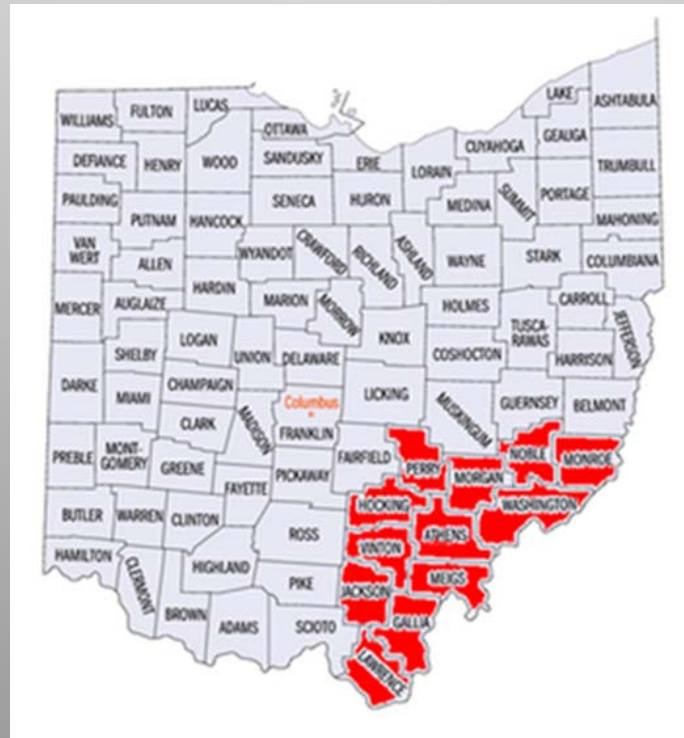 WILLIAMS
FULTON
LUCAS
OTTAWA
LAKE
ASHTABULA
GEAUGA
CUYAHOGA
DEFIANCE
HENRY
WOOD
SANDUSKY
ERIE
LORAIN
TRUMBULL
PAULDING
PUTNAM
HANCOCK
SENECA
HURON
MEDINA
SUMMIT
PORTAGE
MAHONING
VAN
WERT
ALLEN
WYANDOT
CRAWFORD
RICHLAND
ASHLAND
WAYNE
STARK
COLUMBIANA
MERCER
AUGLAIZE
HARDIN
MARION
MORROW
HOLMES
CARROLL
JEFFERSON
TUSCA-
RAWAS
SHELBY
LOGAN
UNION
DELAWARE
KNOX
COSHOCTON
HARRISON
DARKE
MIAMI
CHAMPAIGN
CLARK
MADISON
Columbus
FRANKLIN
LICKING
MUSKINGUM
GUERNSEY
BELMONT
PREBLE
MONT-
GOMERY
GREENE
FAYETTE
PICKAWAY
FAIRFIELD
PERRY
MORGAN
NOBLE
MONROE
BUTLER
WARREN
CLINTON
ROSS
HOCKING
ATHENS
WASHINGTON
HAMILTON
CLERMONT
HIGHLAND
PIKE
VINTON
MEIGS
JACKSON
BROWN
ADAMS
SCIOTO
GALLIA
LAWRENCE